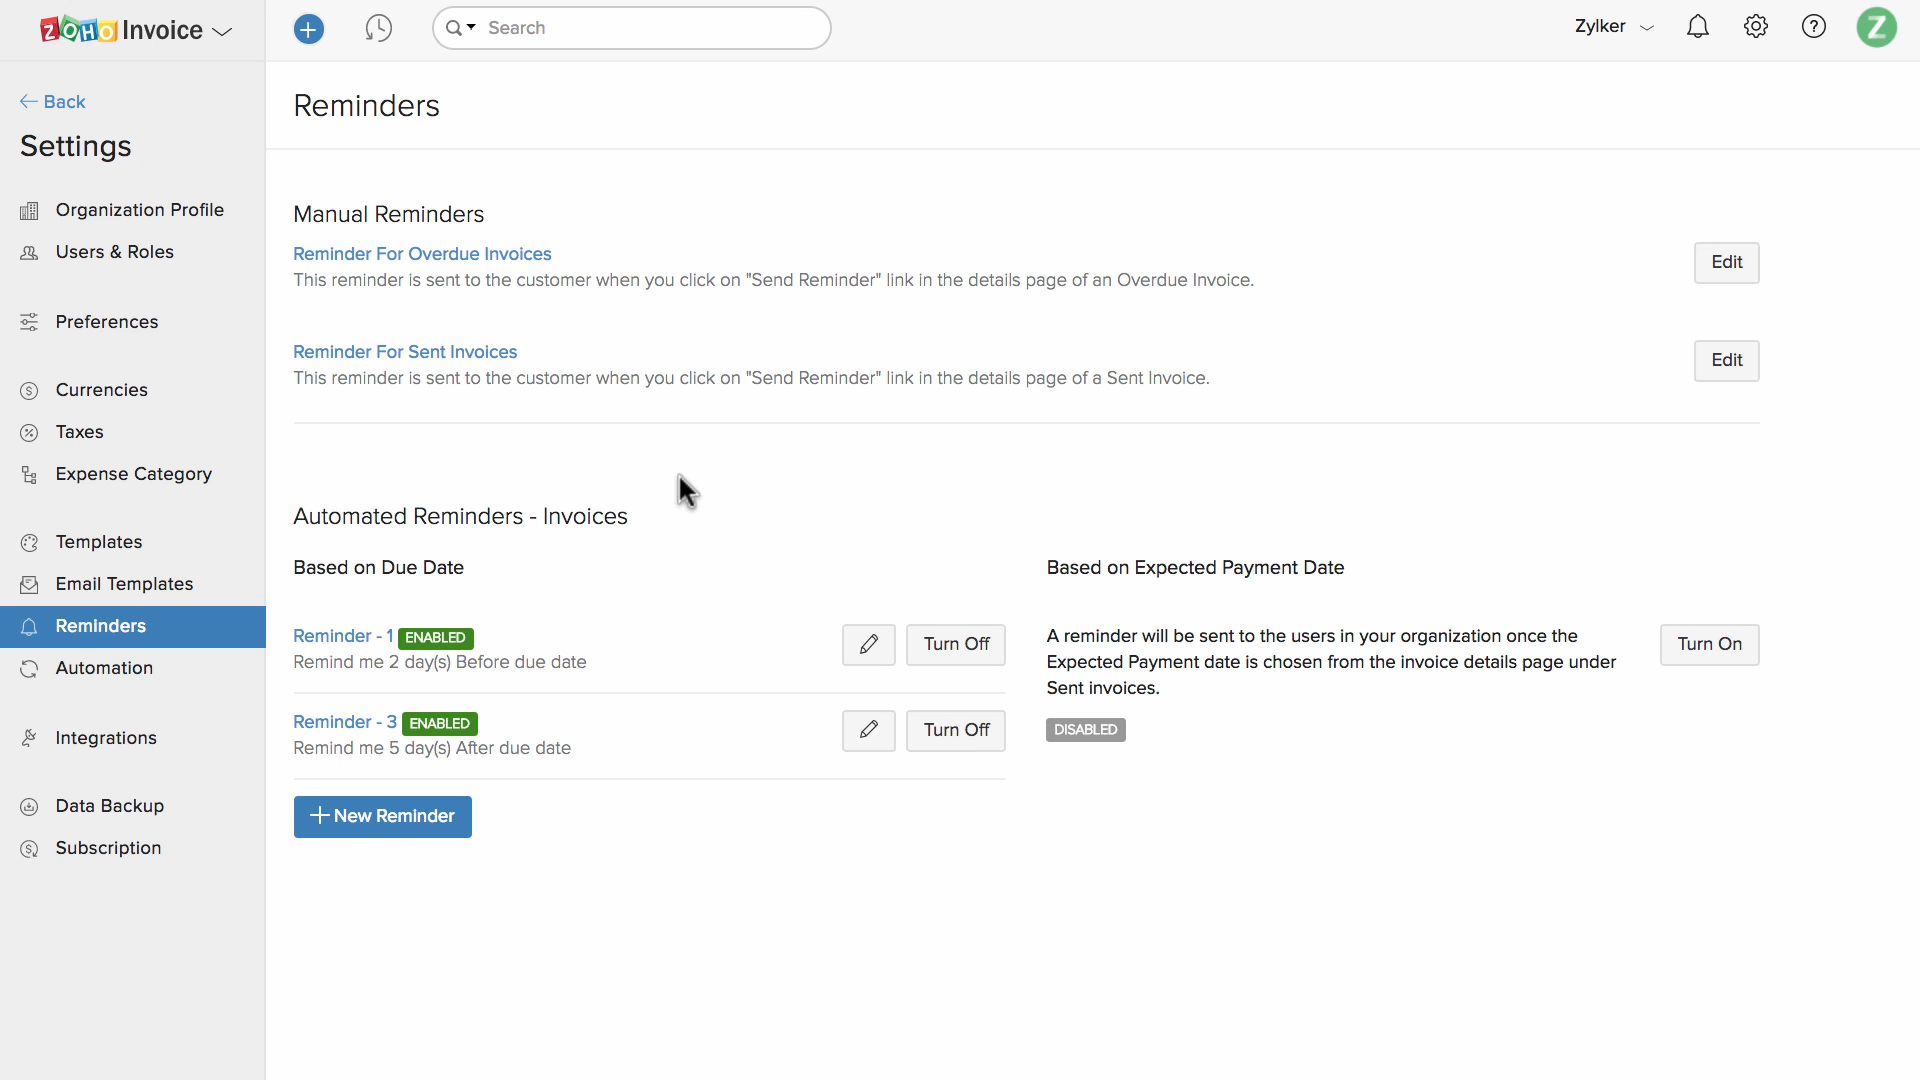 ZOHO Invoice
Search
Zylker
Z
Back
Settings
Organization Profile
Users & Roles
Preferences
Currencies
Taxes
Expense Category
Templates
Email Templates
Reminders
Automation
Integrations
Data Backup
Subscription
Reminders
Manual Reminders
Reminder For Overdue Invoices
This reminder is sent to the customer when you click on "Send Reminder" link in the details page of an Overdue Invoice.
Edit
Reminder For Sent Invoices
This reminder is sent to the customer when you click on "Send Reminder" link in the details page of a Sent Invoice.
Edit
Automated Reminders - Invoices
Based on Due Date
Reminder - 1 ENABLED
Remind me 2 day(s) Before due date
Turn Off
Reminder - 3 ENABLED
Remind me 5 day(s) After due date
Turn Off
+ New Reminder
Based on Expected Payment Date
A reminder will be sent to the users in your organization once the
Expected Payment date is chosen from the invoice details page under
Sent invoices.
Turn On
DISABLED